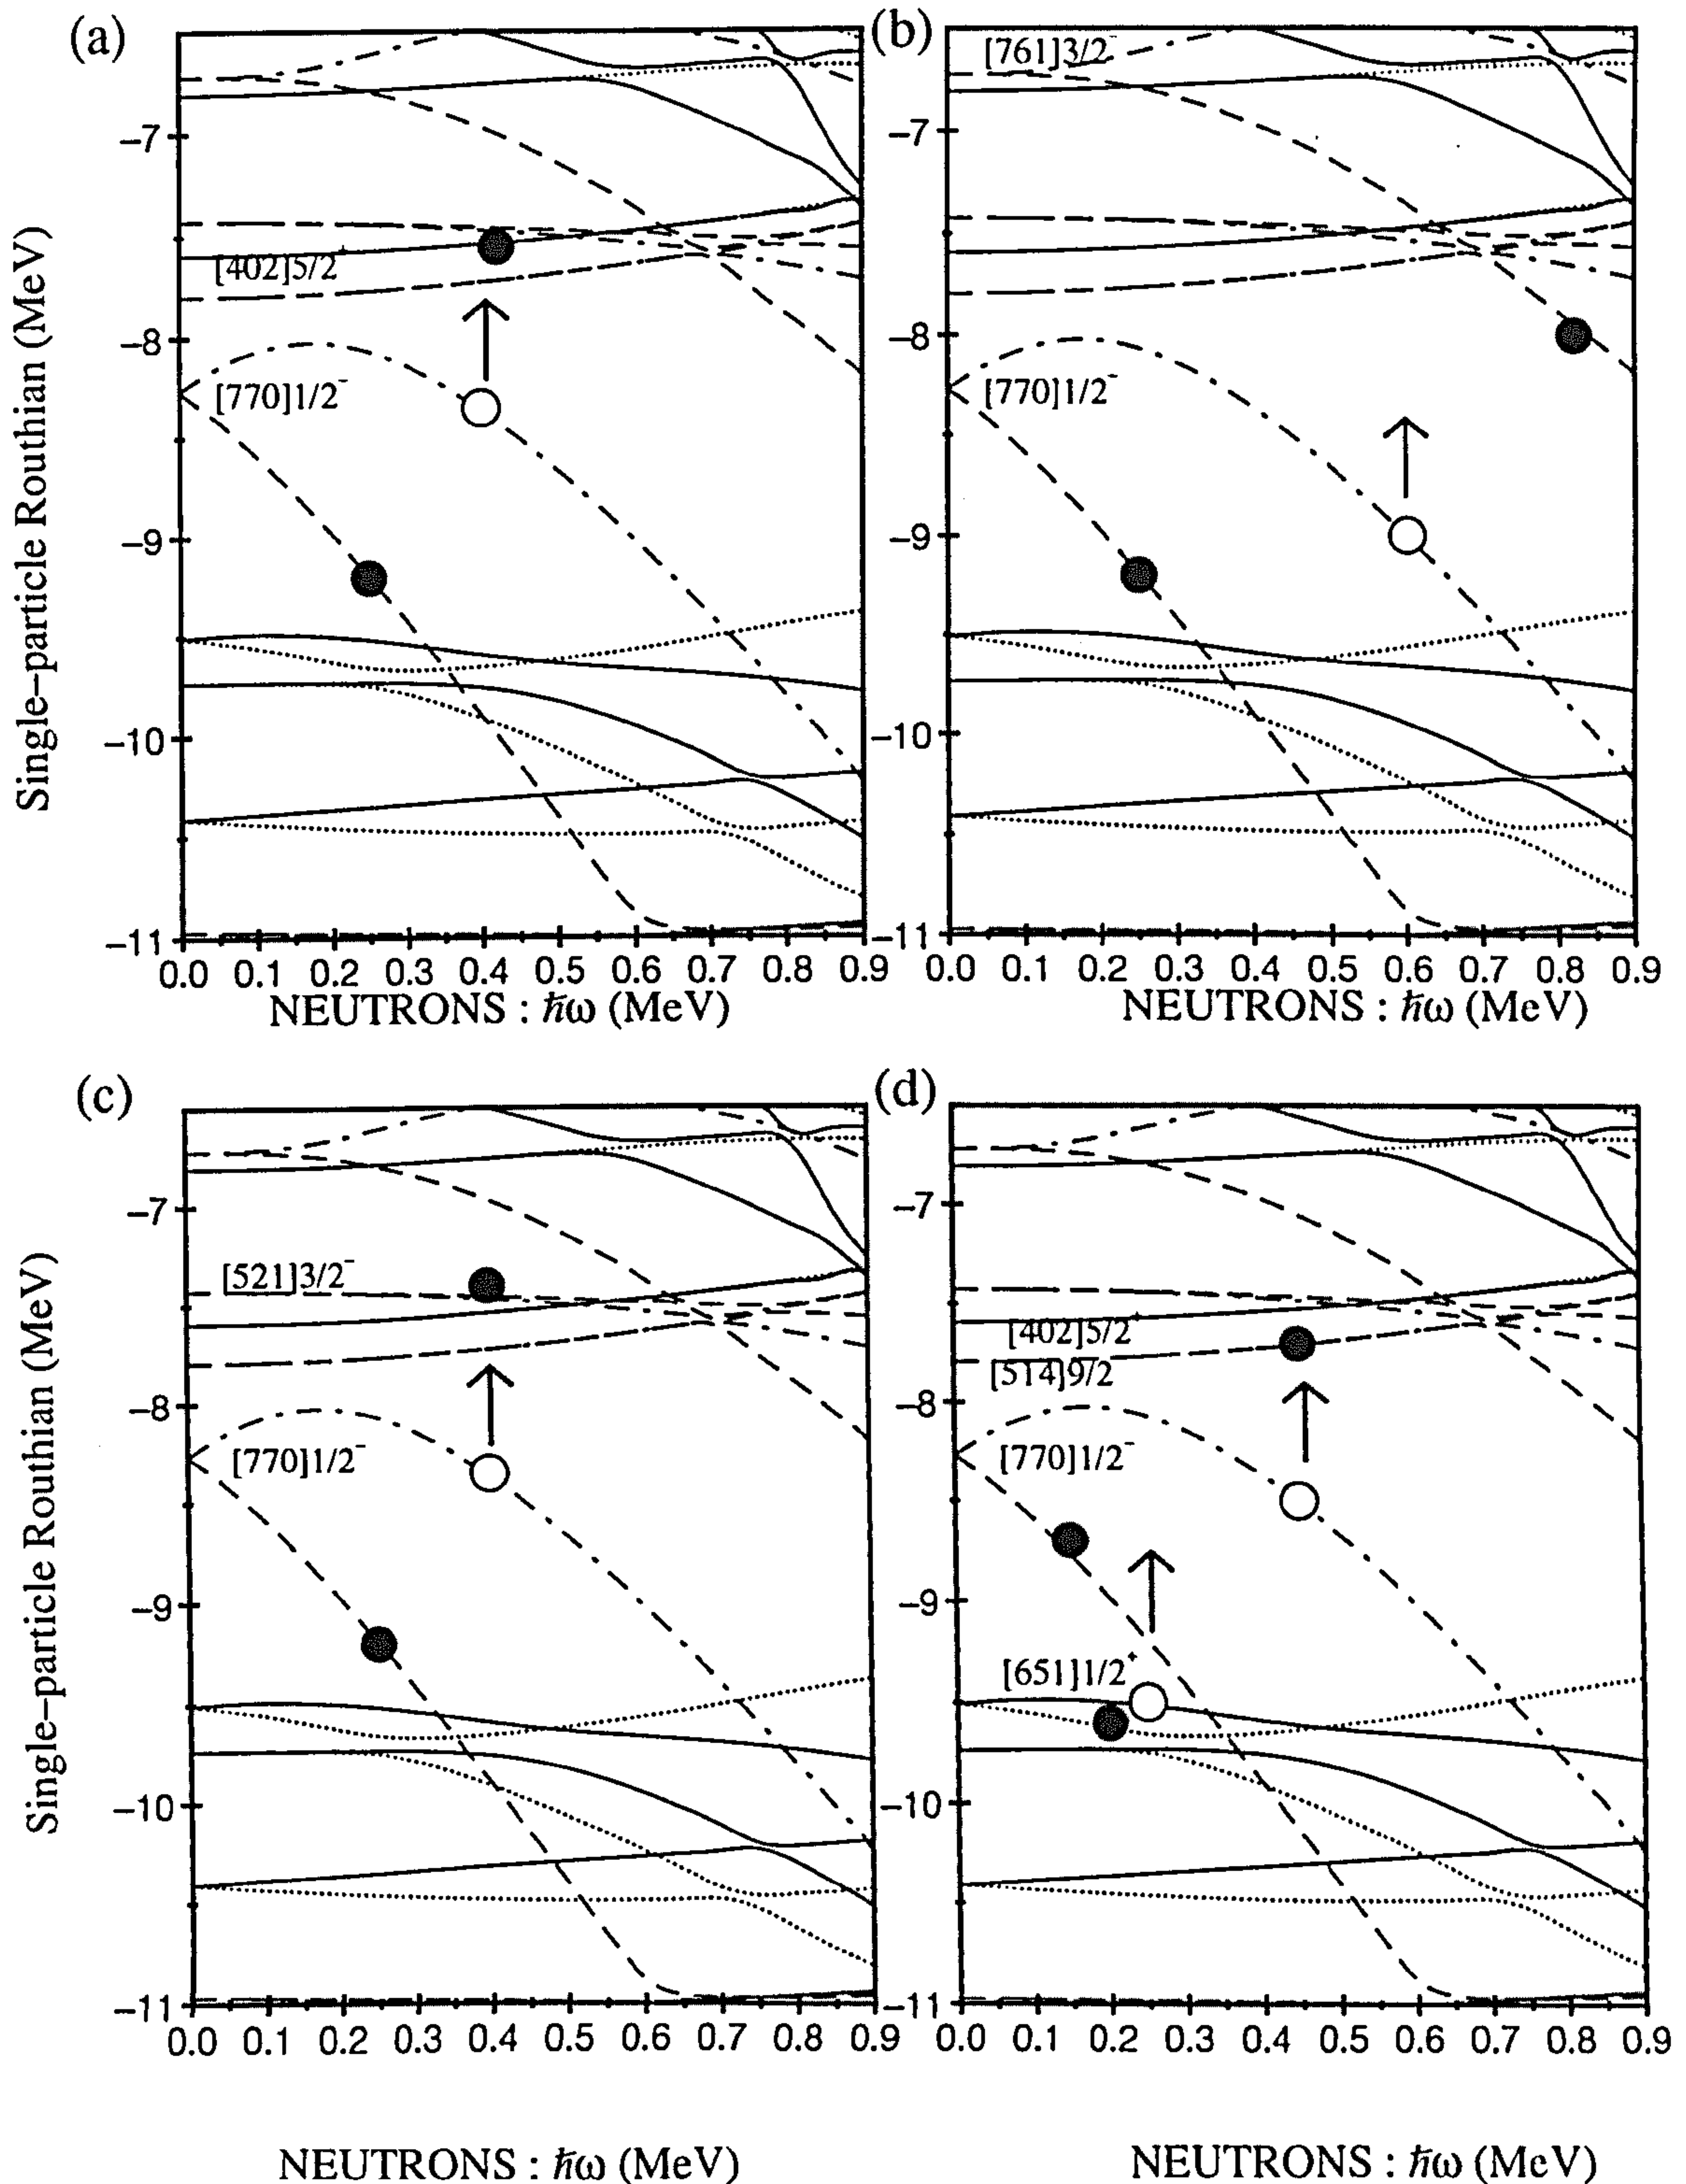 (a)
Single–particle Routhian (MeV)
–7
–8
–9
–10
–11
[402]5/2⁺
[770]1/2⁻
0.0 0.1 0.2 0.3 0.4 0.5 0.6 0.7 0.8 0.9
NEUTRONS : ℏω (MeV)
(b)
–7
–8
–9
–10
–11
[761]3/2⁻
[770]1/2⁻
0.0 0.1 0.2 0.3 0.4 0.5 0.6 0.7 0.8 0.9
NEUTRONS : ℏω (MeV)
(c)
Single–particle Routhian (MeV)
–7
–8
–9
–10
–11
[521]3/2⁻
[770]1/2⁻
0.0 0.1 0.2 0.3 0.4 0.5 0.6 0.7 0.8 0.9
NEUTRONS : ℏω (MeV)
(d)
–7
–8
–9
–10
–11
[402]5/2⁺
[514]9/2
[770]1/2⁻
[651]1/2⁺
0.0 0.1 0.2 0.3 0.4 0.5 0.6 0.7 0.8 0.9
NEUTRONS : ℏω (MeV)